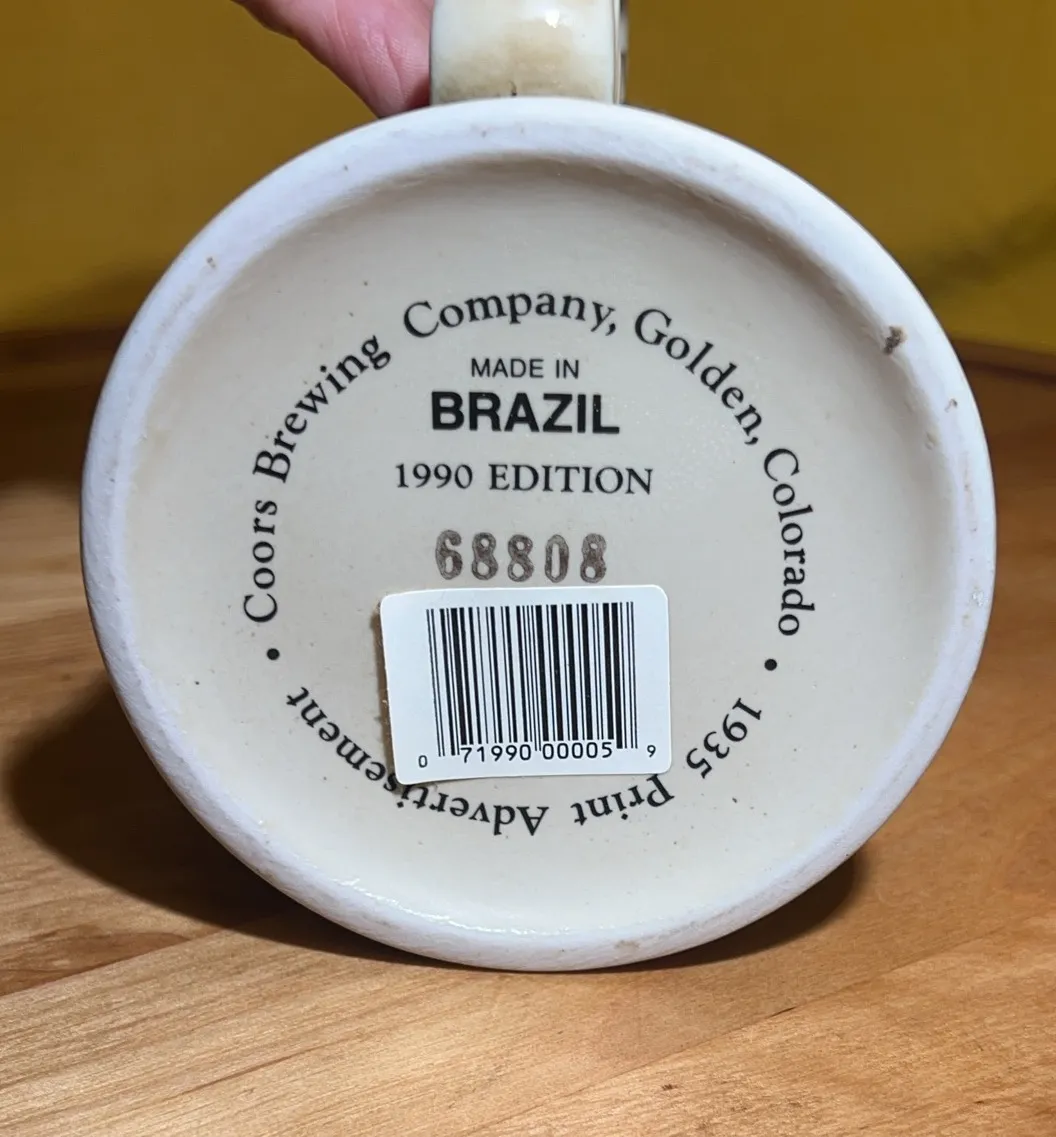 Coors Brewing Company, Golden, Colorado • 1935 Print Advertisement •
MADE IN
BRAZIL
1990 EDITION
68808
0 71990 00005 9